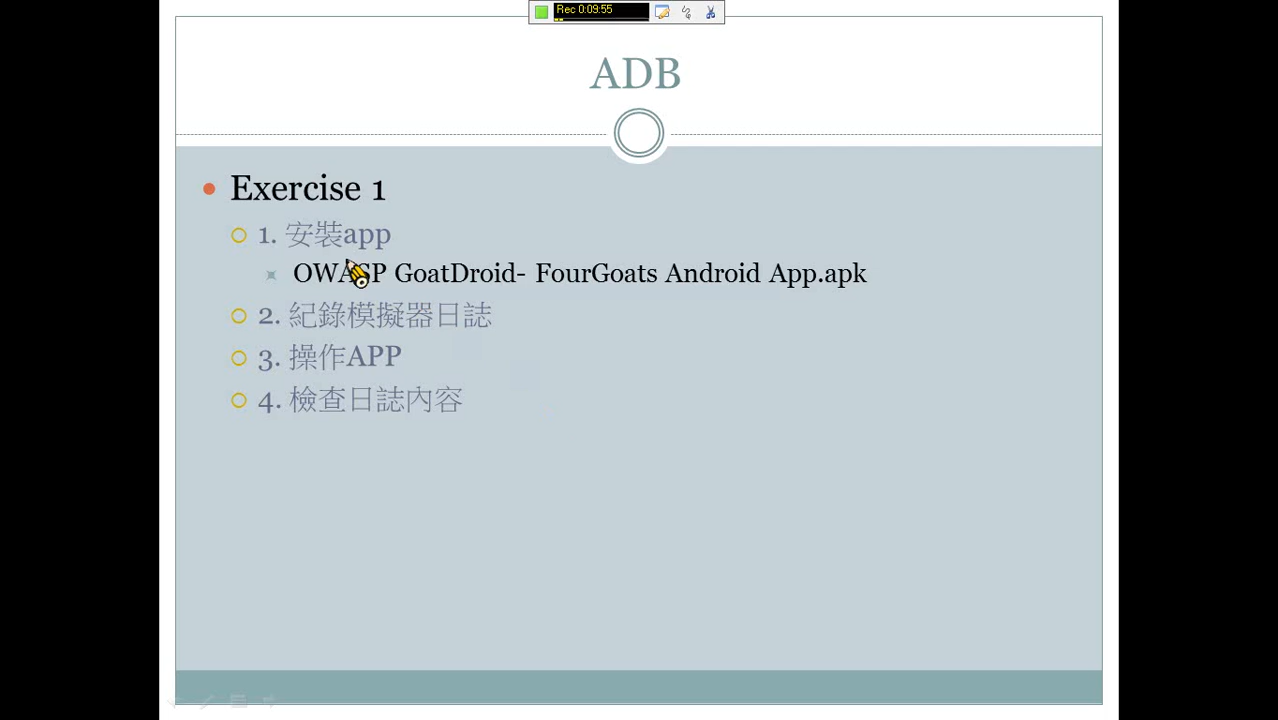 Rec 0:09:55
ADB
Exercise 1
1. 安裝app
OWASP GoatDroid- FourGoats Android App.apk
2. 紀錄模擬器日誌
3. 操作APP
4. 檢查日誌內容